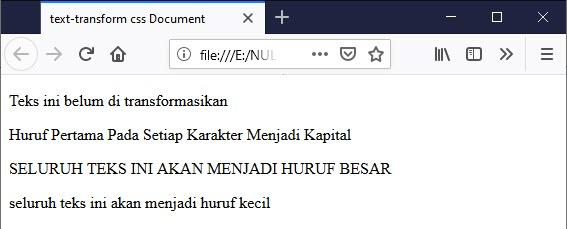 text-transform css Document
file:///E:/NUL
Teks ini belum di transformasikan
Huruf Pertama Pada Setiap Karakter Menjadi Kapital
SELURUH TEKS INI AKAN MENJADI HURUF BESAR
seluruh teks ini akan menjadi huruf kecil